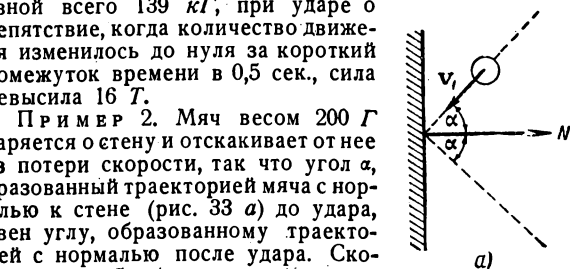 вной всего 139 кГ, при ударе о
епятствие, когда количество движе-
я изменилось до нуля за короткий
омежуток времени в 0,5 сек., сила
евысила 16 Т.
Пример 2. Мяч весом 200 Г
аряется о стену и отскакивает от нее
з потери скорости, так что угол α,
разованный траекторией мяча с нор-
лью к стене (рис. 33 а) до удара,
вен углу, образованному траекто-
ей с нормалью после удара. Ско-
v₁
α
α
N
а)